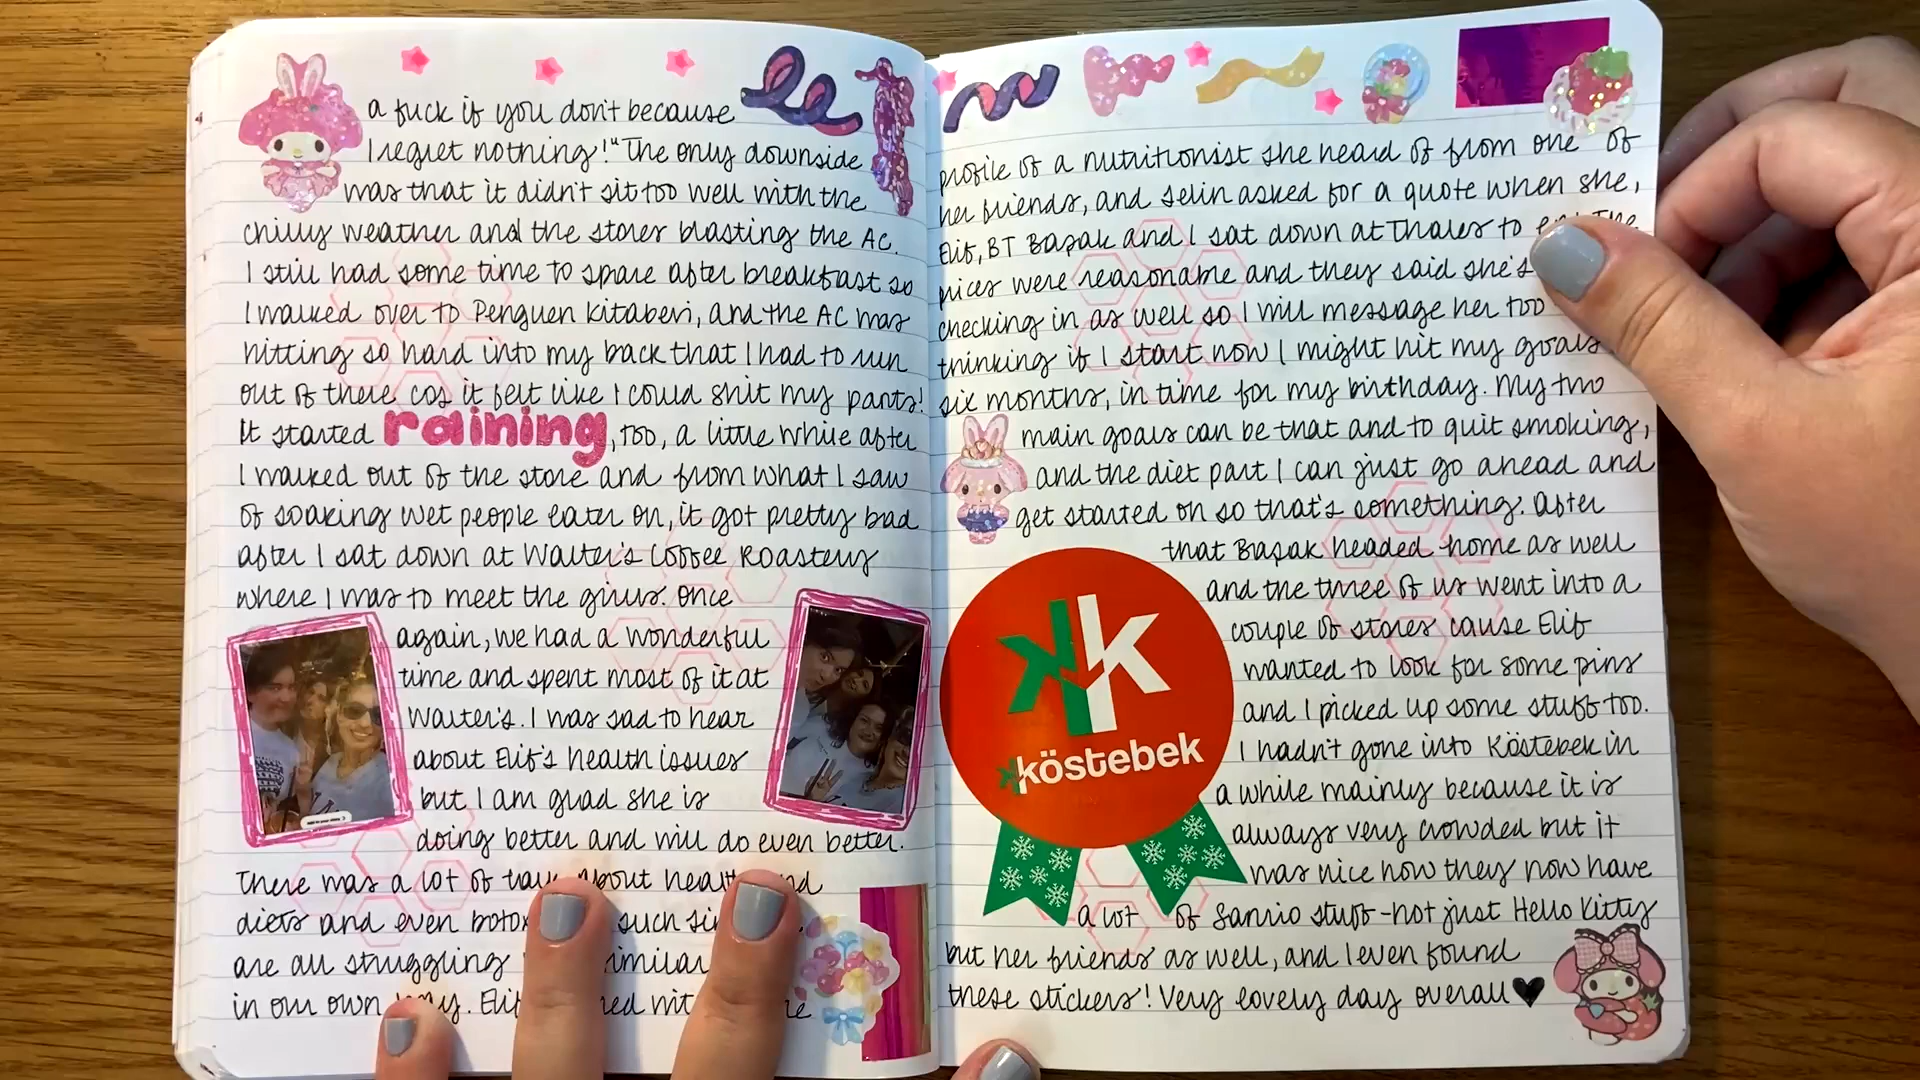 a fuck if you don't because
I regret nothing!" The only downside
was that it didn't sit too well with the
chilly weather and the stores blasting the AC.
I still had some time to spare after breakfast so
I walked over to Penguen Kitabevi, and the AC was
hitting so hard into my back that I had to run
out of there cos it felt like I could shit my pants!
It started raining, too, a little while after
I walked out of the store and from what I saw
of soaking wet people later on, it got pretty bad
after I sat down at Walter's Coffee Roastery
where I was to meet the girls. Once
again, we had a wonderful
time and spent most of it at
Walter's. I was sad to hear
about Elif's health issues
but I am glad she is
doing better and will do even better.
There was a lot of talk about health and
diets and even botox such
are all struggling similar
in our own way. Elif
profile of a nutritionist she heard of from one of
her friends, and Selin asked for a quote when she,
Elif, BT Başak and I sat down at Thales to The
prices were reasonable and they said she's
checking in as well so I will message her too
thinking if I start now I might hit my goals
six months, in time for my birthday. My two
main goals can be that and to quit smoking,
and the diet part I can just go ahead and
get started on so that's something. After
that Başak headed home as well
and the three of us went into a
couple of stores cause Elif
wanted to look for some pins
and I picked up some stuff too.
I hadn't gone into Köstebek in
a while mainly because it is
always very crowded but it
was nice how they now have
a lot of Sanrio stuff - not just Hello Kitty
but her friends as well, and I even found
these stickers! Very lovely day overall
kk
köstebek